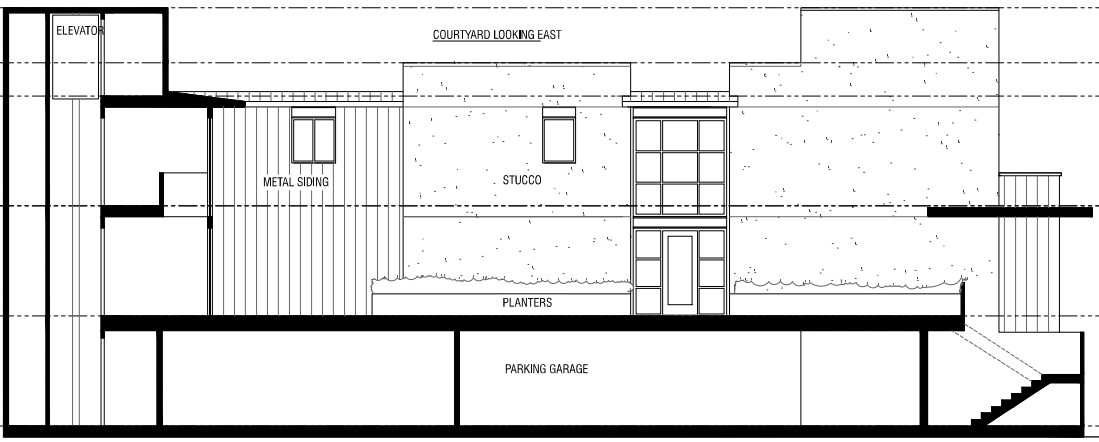 ELEVATOR
COURTYARD LOOKING EAST
METAL SIDING
STUCCO
PLANTERS
PARKING GARAGE